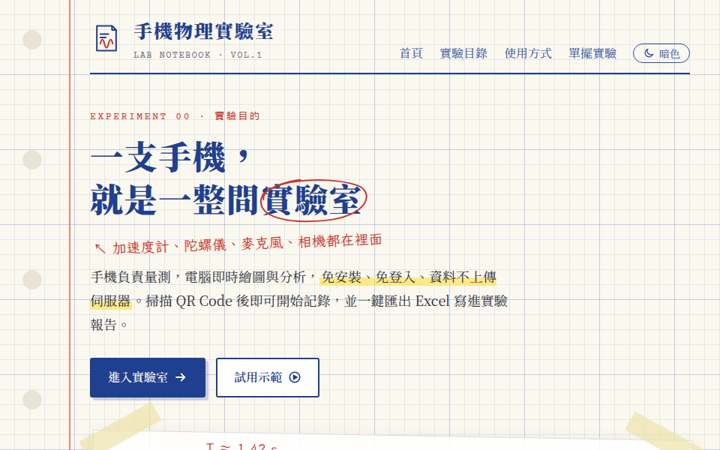 手機物理實驗室
LAB NOTEBOOK · VOL.1
首頁 實驗目錄 使用方式 單擺實驗 暗色
EXPERIMENT 00 · 實驗目的
一支手機，
就是一整間實驗室
↖ 加速度計、陀螺儀、麥克風、相機都在裡面
手機負責量測，電腦即時繪圖與分析，免安裝、免登入、資料不上傳
伺服器。掃描 QR Code 後即可開始記錄，並一鍵匯出 Excel 寫進實驗
報告。
進入實驗室 → 試用示範
T ≈ 1.42 s